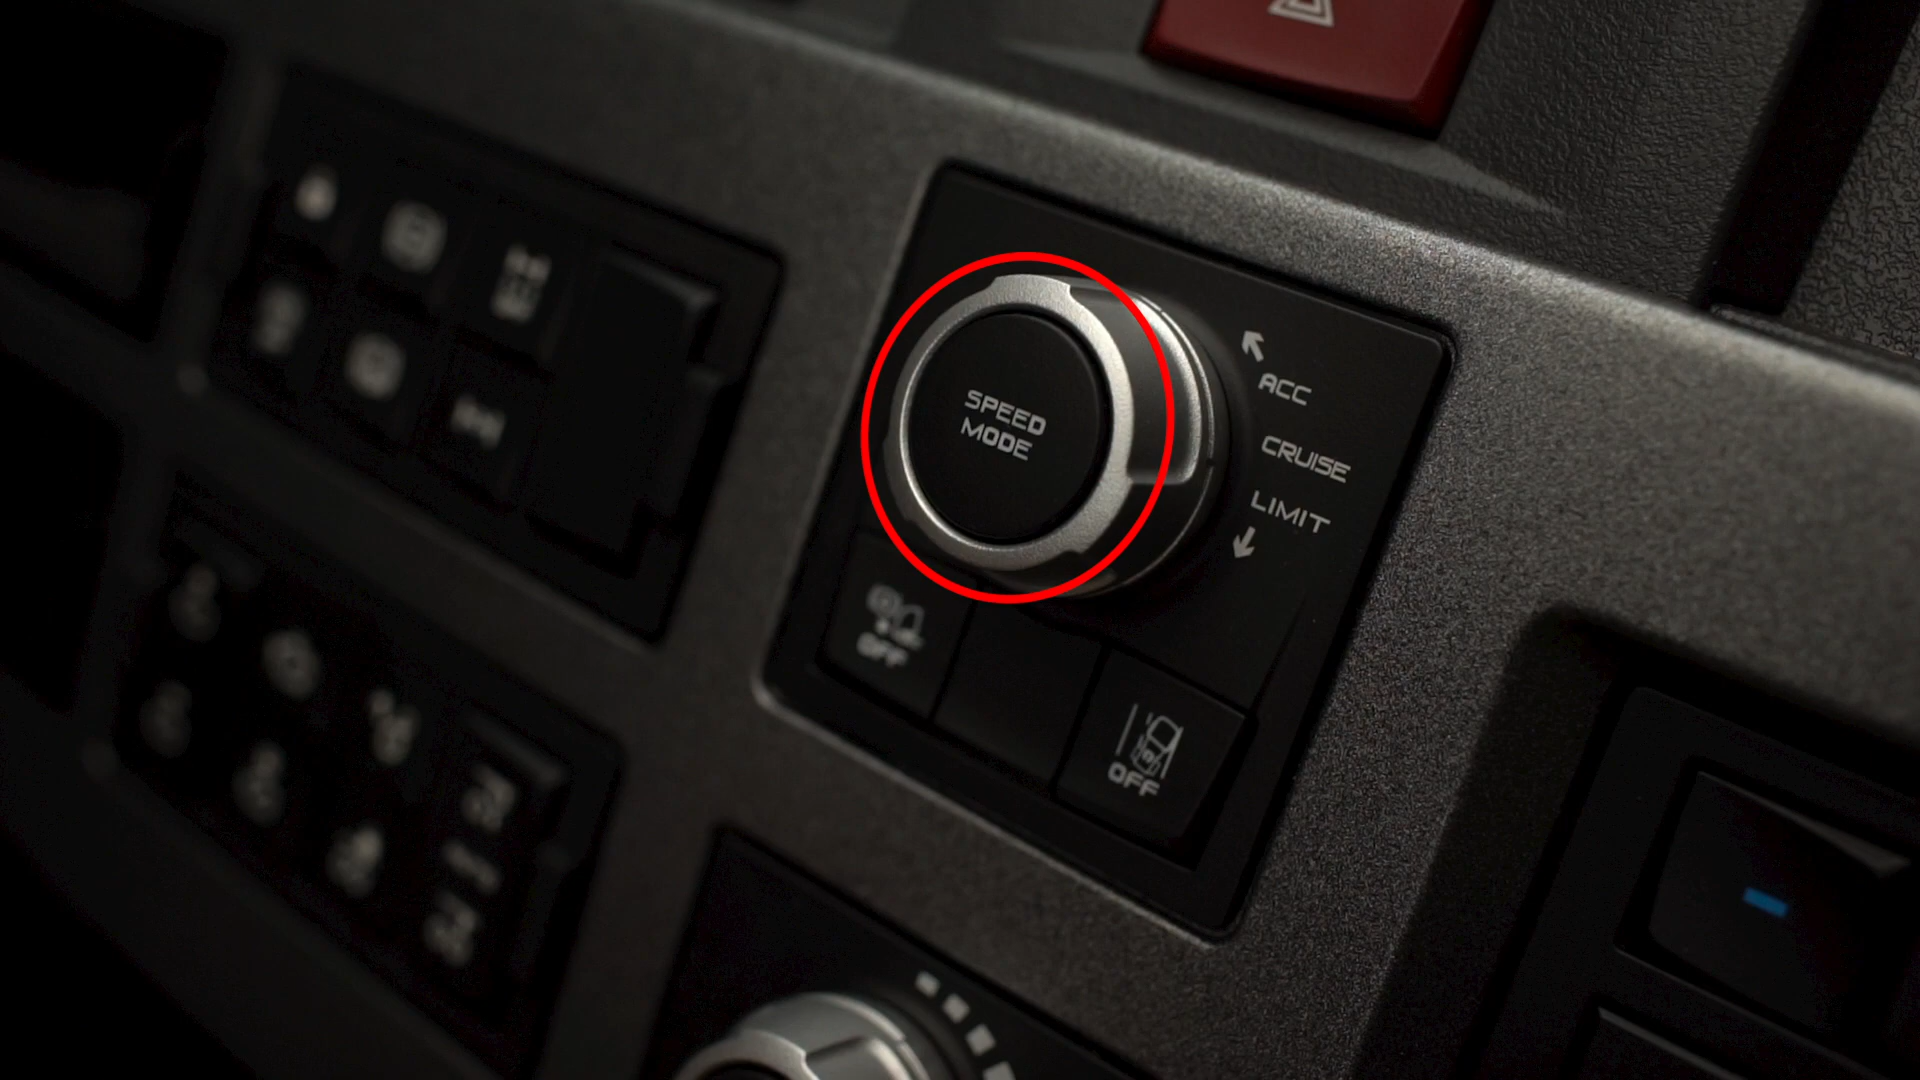 SPEED
MODE
ACC
CRUISE
LIMIT
OFF
OFF